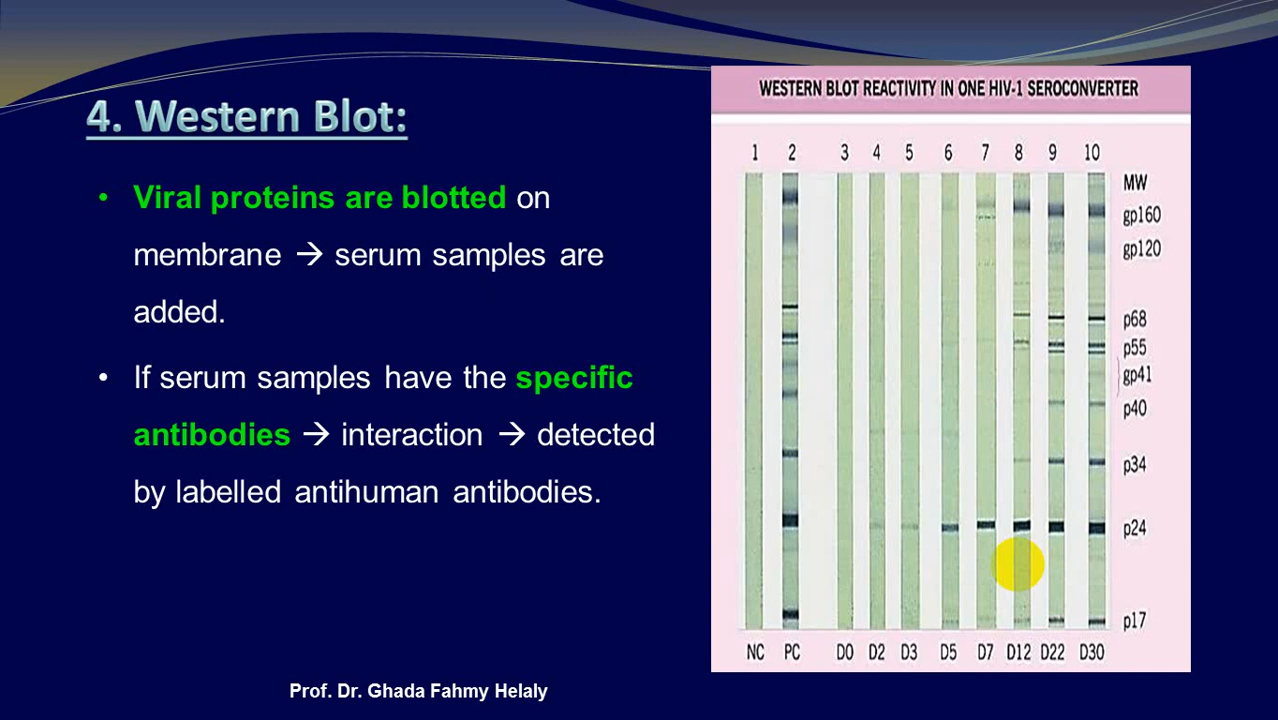 4. Western Blot:
• Viral proteins are blotted on
membrane → serum samples are
added.
• If serum samples have the specific
antibodies → interaction → detected
by labelled antihuman antibodies.
WESTERN BLOT REACTIVITY IN ONE HIV-1 SEROCONVERTER
1 2 3 4 5 6 7 8 9 10
MW
gp160
gp120
p68
p55
gp41
p40
p34
p24
p17
NC PC D0 D2 D3 D5 D7 D12 D22 D30
Prof. Dr. Ghada Fahmy Helaly